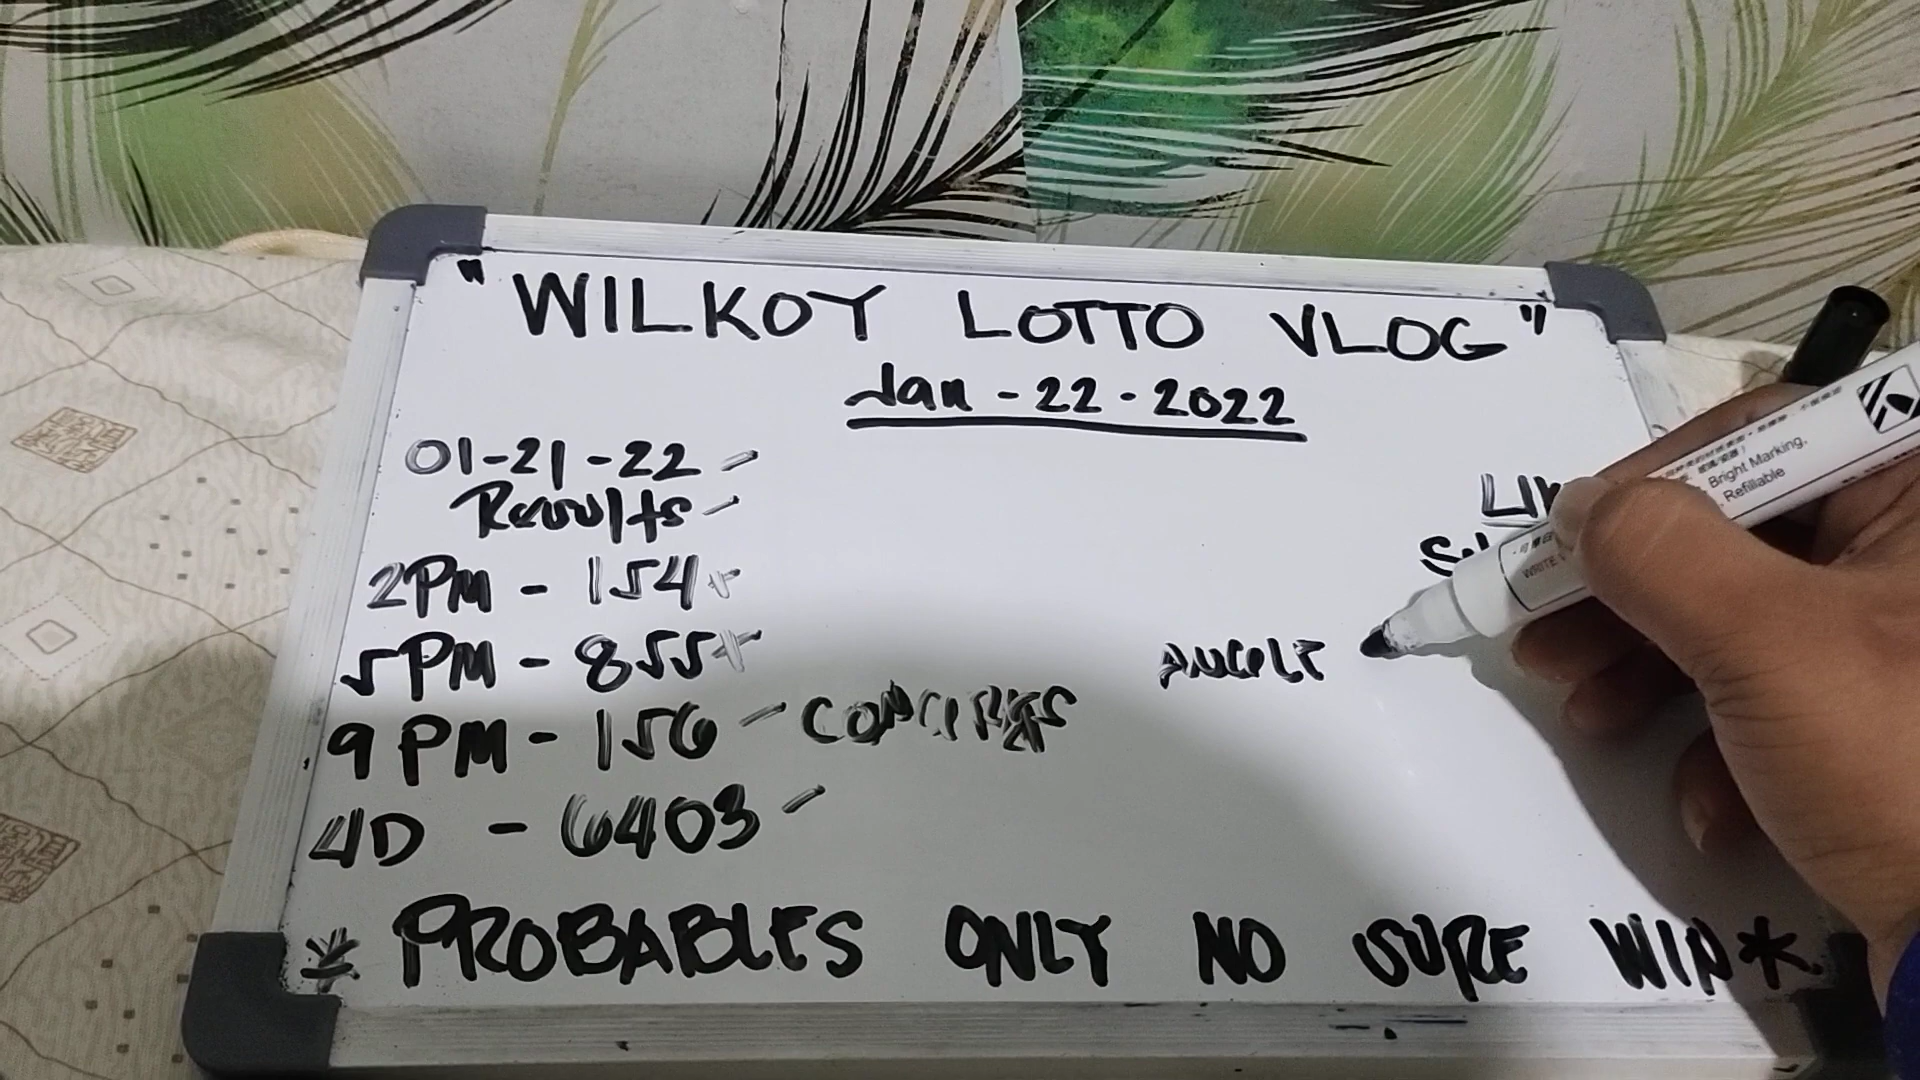 "WILKOY LOTTO VLOG"
Jan - 22 - 2022
01-21-22 -
Results -
2PM - 154+
5PM - 855+
9PM - 156 -
4D - 6403 -
ANGLE
* PROBABLES ONLY NO SURE WIN *
Bright Marking,
Refillable